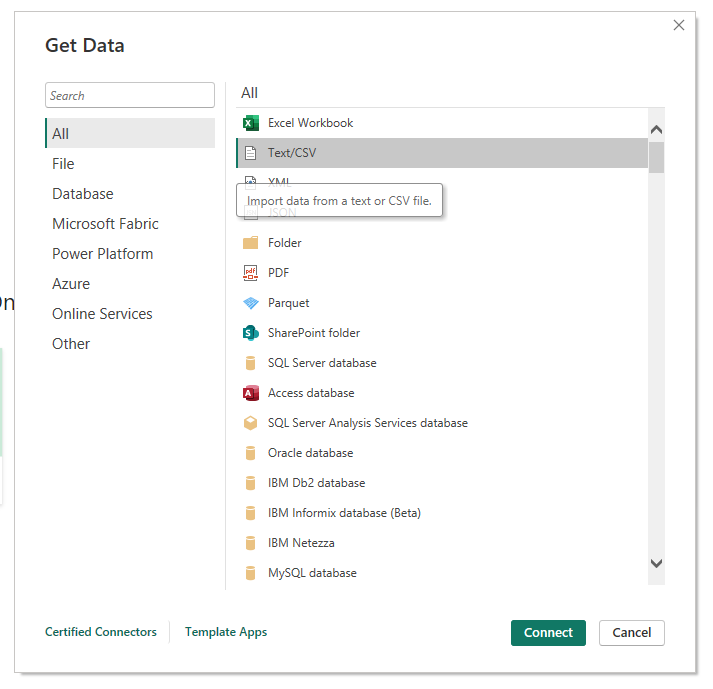 Get Data
Search
All
File
Database
Microsoft Fabric
Power Platform
Azure
Online Services
Other
All
Excel Workbook
Text/CSV
XML
Import data from a text or CSV file.
JSON
Folder
PDF
Parquet
SharePoint folder
SQL Server database
Access database
SQL Server Analysis Services database
Oracle database
IBM Db2 database
IBM Informix database (Beta)
IBM Netezza
MySQL database
Certified Connectors
Template Apps
Connect
Cancel